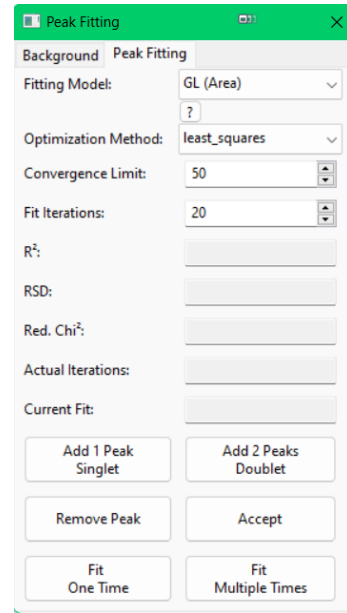 Peak Fitting
Background Peak Fitting
Fitting Model: GL (Area)
?
Optimization Method: least_squares
Convergence Limit: 50
Fit Iterations: 20
R²:
RSD:
Red. Chi²:
Actual Iterations:
Current Fit:
Add 1 Peak Add 2 Peaks
Singlet Doublet
Remove Peak Accept
Fit Fit
One Time Multiple Times